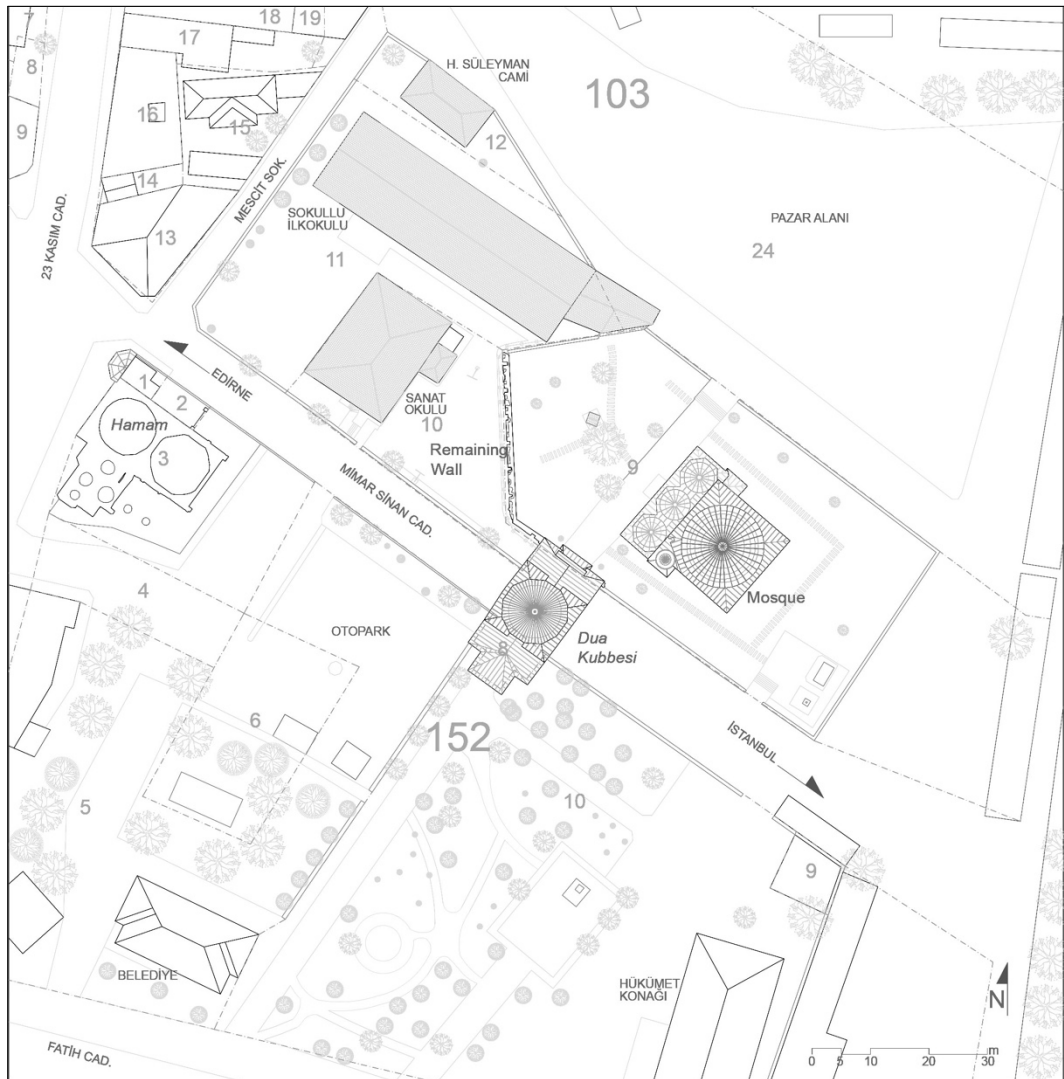 7
18
19
17
8
H. SÜLEYMAN
CAMİ
103
9
16
15
12
14
MESCİT SOK.
SOKULLU
İLKOKULU
PAZAR ALANI
13
23 KASIM CAD.
11
24
EDİRNE
1
2
SANAT
OKULU
10
Hamam
3
Remaining
Wall
9
MİMAR SİNAN CAD.
Mosque
4
OTOPARK
Dua
Kubbesi
8
6
152
İSTANBUL
5
10
9
BELEDİYE
HÜKÜMET
KONAĞI
N
FATİH CAD.
m
0 5 10 20 30